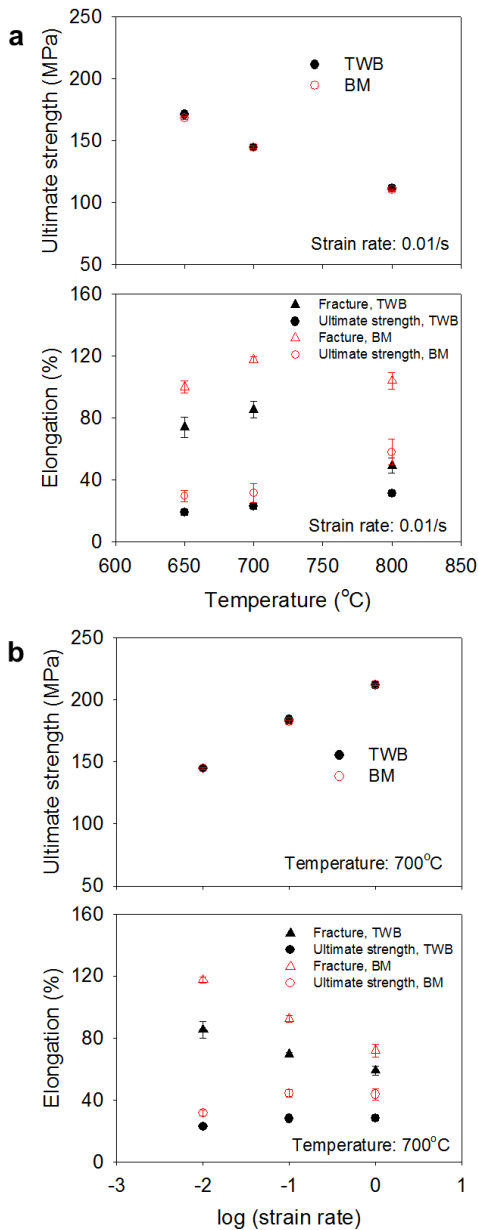 a
250
200
150
100
50
Ultimate strength (MPa)
TWB
BM
Strain rate: 0.01/s
160
120
80
40
0
Elongation (%)
Fracture, TWB
Ultimate strength, TWB
Facture, BM
Ultimate strength, BM
Strain rate: 0.01/s
600 650 700 750 800 850
Temperature (°C)
b
250
200
150
100
50
Ultimate strength (MPa)
TWB
BM
Temperature: 700°C
160
120
80
40
0
Elongation (%)
Fracture, TWB
Ultimate strength, TWB
Fracture, BM
Ultimate strength, BM
Temperature: 700°C
-3 -2 -1 0 1
log (strain rate)